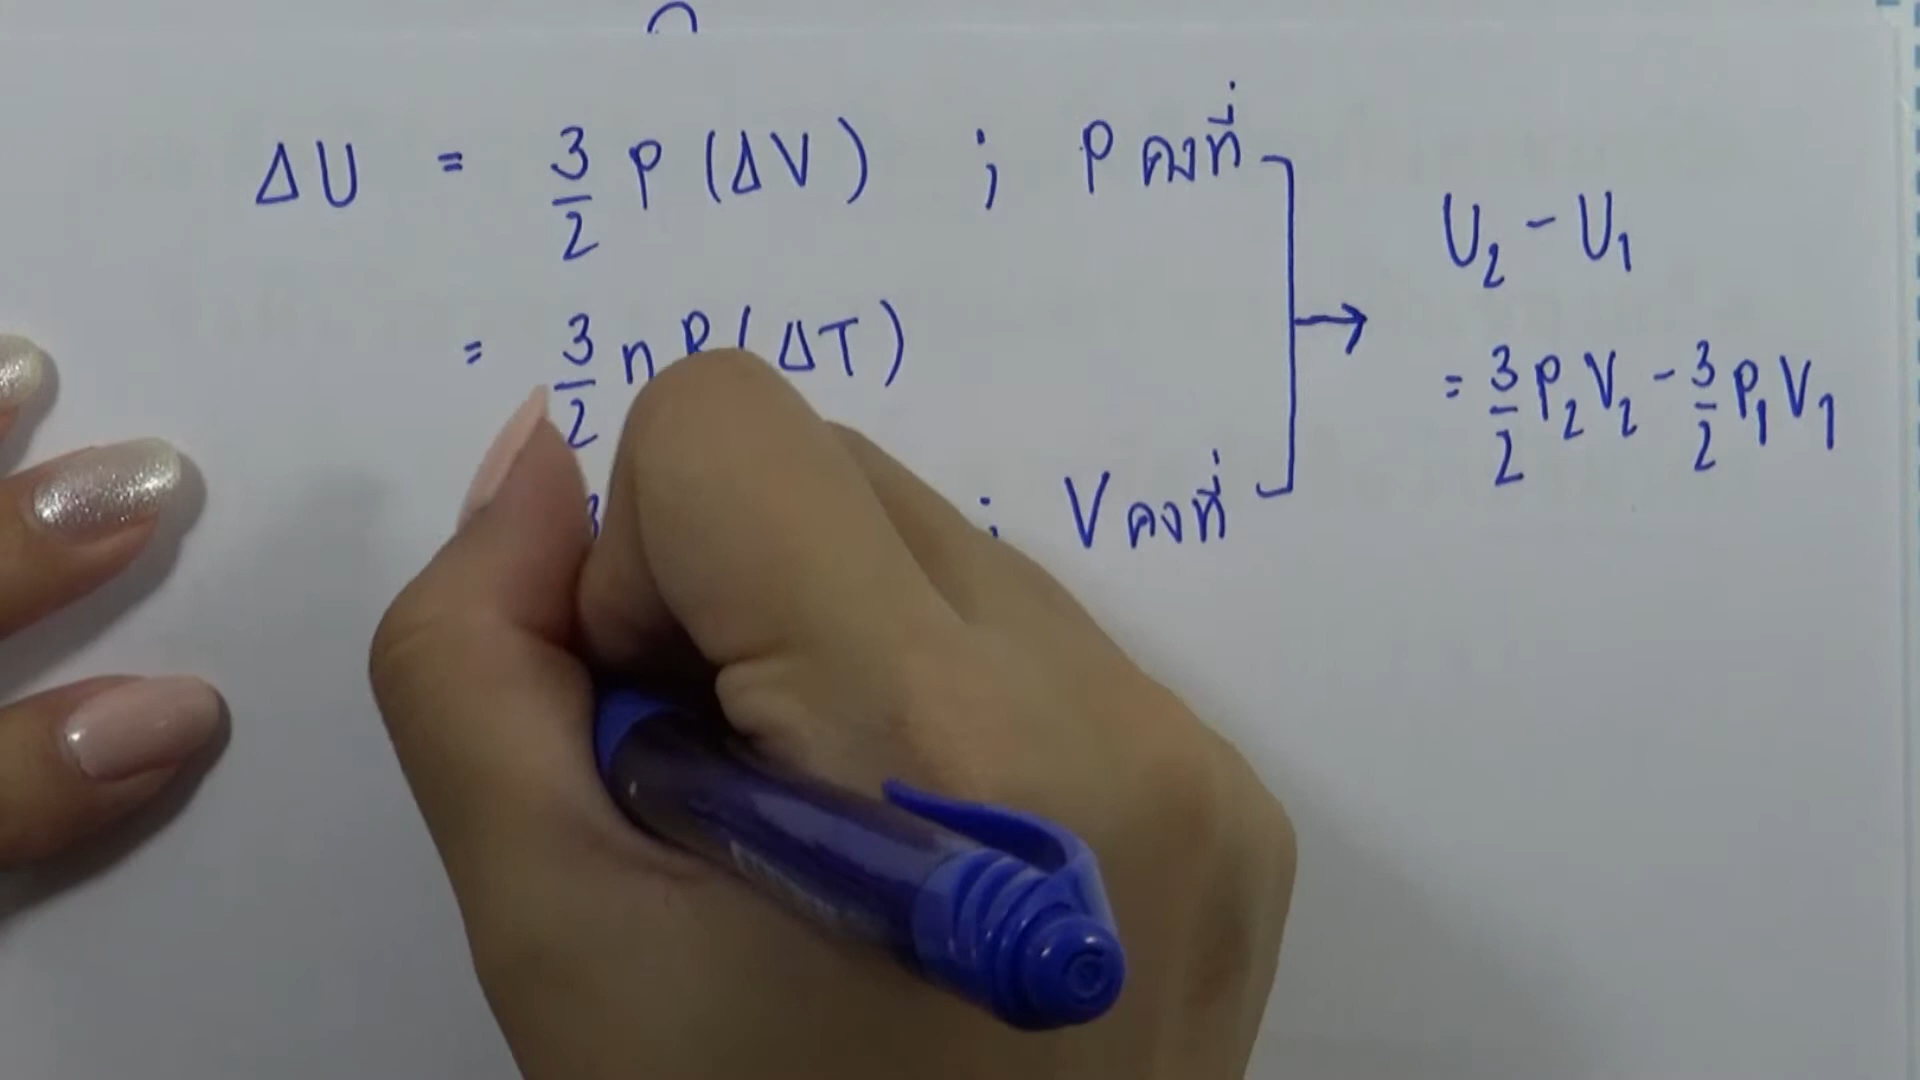 ΔU = 3/2 P (ΔV) ; P คงที่
= 3/2 n R (ΔT)
; V คงที่
U₂ - U₁
= 3/2 P₂V₂ - 3/2 P₁V₁